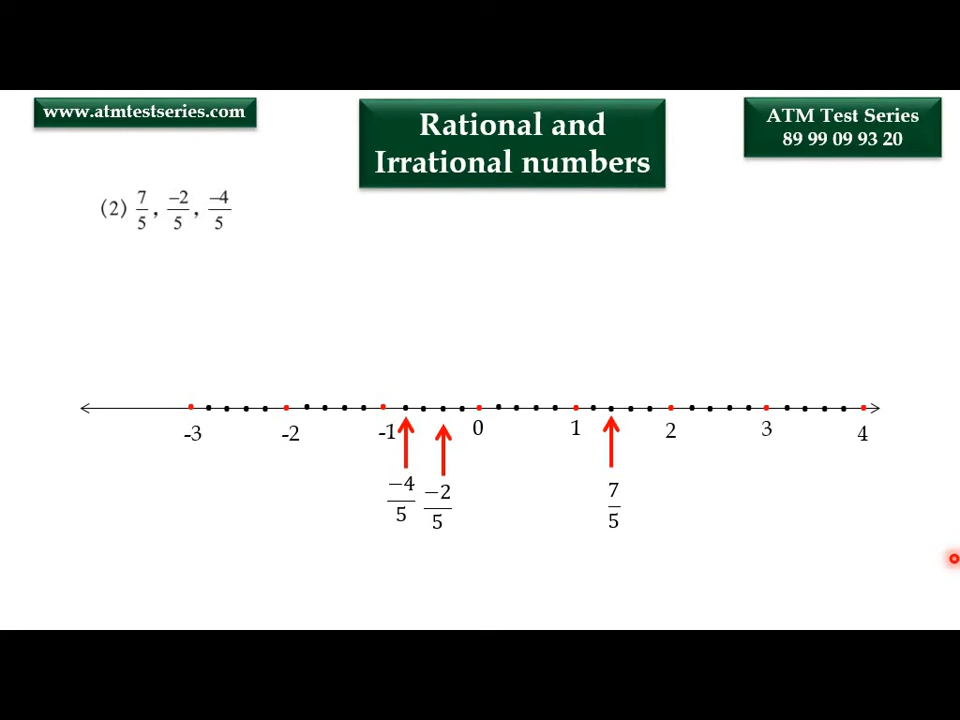 www.atmtestseries.com
Rational and
Irrational numbers
ATM Test Series
89 99 09 93 20
(2) 7/5, −2/5, −4/5
-3 -2 -1 0 1 2 3 4
−4/5 −2/5 7/5